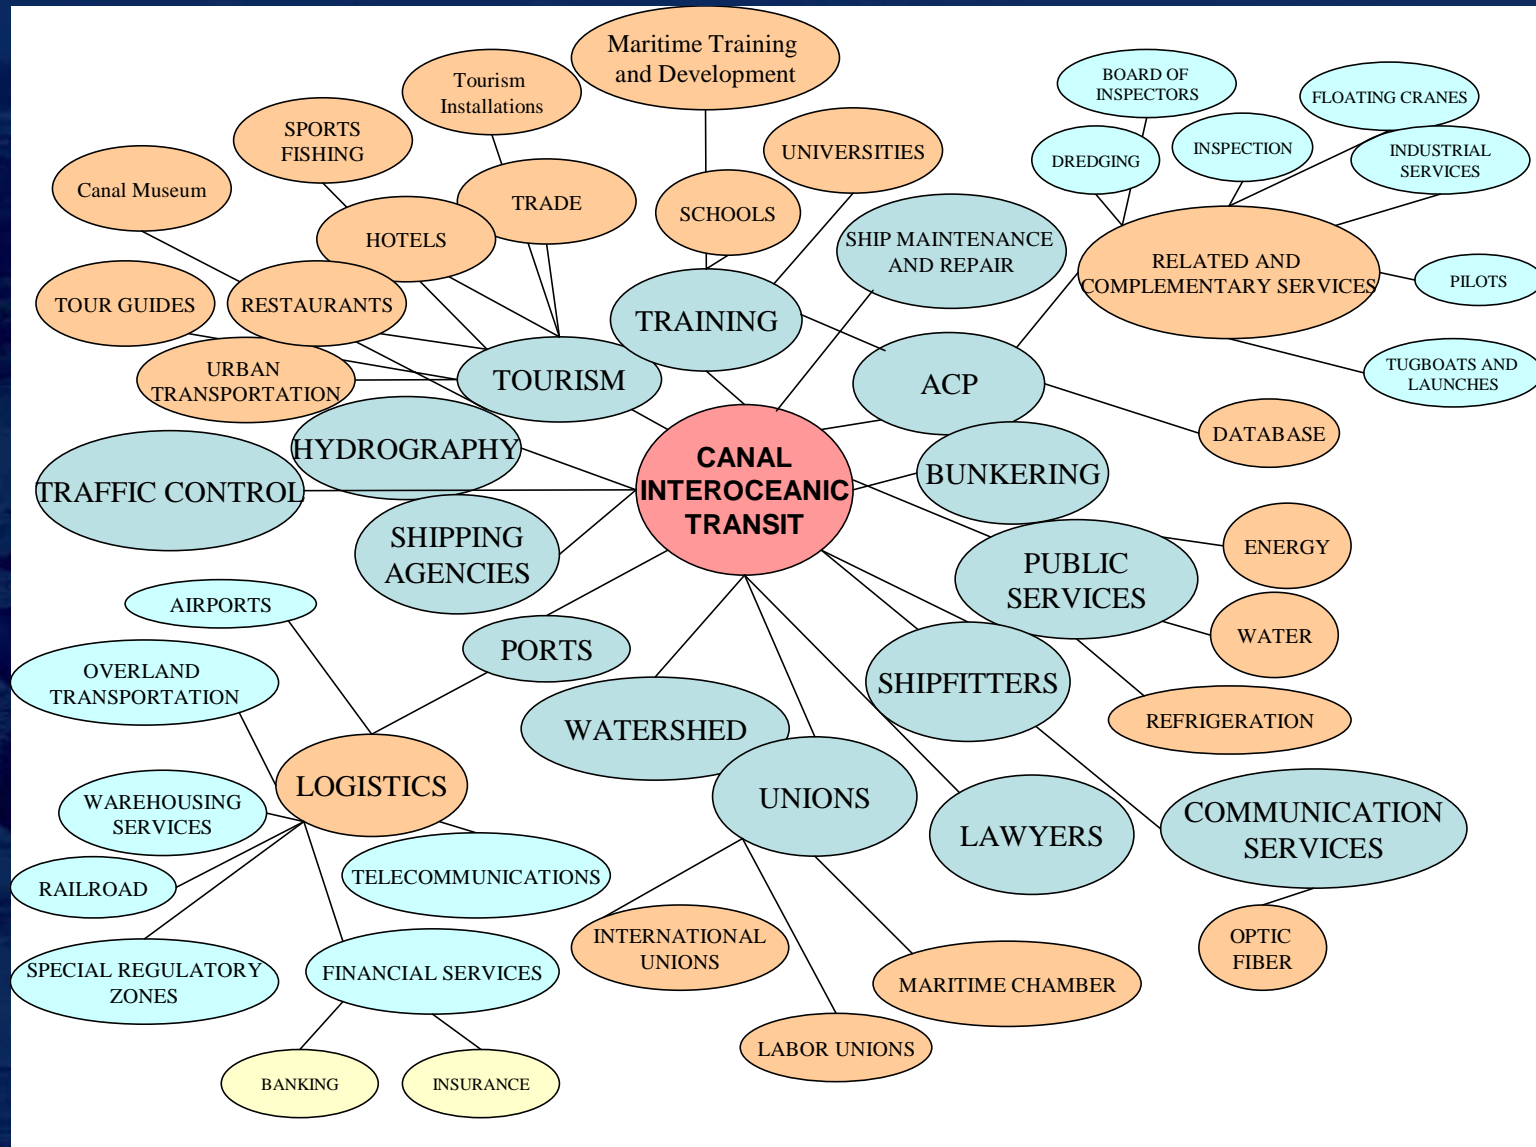 Maritime Training
and Development
Tourism
Installations
BOARD OF
INSPECTORS
FLOATING CRANES
SPORTS
FISHING
UNIVERSITIES
DREDGING
INSPECTION
INDUSTRIAL
SERVICES
Canal Museum
TRADE
SCHOOLS
HOTELS
SHIP MAINTENANCE
AND REPAIR
RELATED AND
COMPLEMENTARY SERVICES
PILOTS
TOUR GUIDES
RESTAURANTS
TRAINING
URBAN
TRANSPORTATION
TOURISM
ACP
TUGBOATS AND
LAUNCHES
DATABASE
HYDROGRAPHY
CANAL
INTEROCEANIC
TRANSIT
BUNKERING
TRAFFIC CONTROL
SHIPPING
AGENCIES
PUBLIC
SERVICES
ENERGY
AIRPORTS
WATER
PORTS
OVERLAND
TRANSPORTATION
SHIPFITTERS
REFRIGERATION
WATERSHED
LOGISTICS
UNIONS
WAREHOUSING
SERVICES
LAWYERS
COMMUNICATION
SERVICES
RAILROAD
TELECOMMUNICATIONS
INTERNATIONAL
UNIONS
OPTIC
FIBER
SPECIAL REGULATORY
ZONES
FINANCIAL SERVICES
MARITIME CHAMBER
LABOR UNIONS
BANKING
INSURANCE